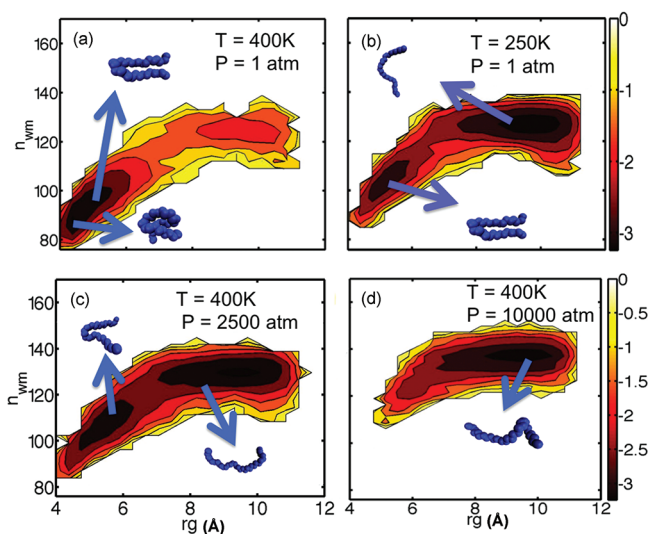 (a)
T = 400K
P = 1 atm
(b)
T = 250K
P = 1 atm
160
140
120
100
80
n_wm
0
-1
-2
-3
(c)
T = 400K
P = 2500 atm
(d)
T = 400K
P = 10000 atm
160
140
120
100
80
n_wm
4
6
8
10
12
rg (Å)
4
6
8
10
12
rg (Å)
0
-0.5
-1
-1.5
-2
-2.5
-3